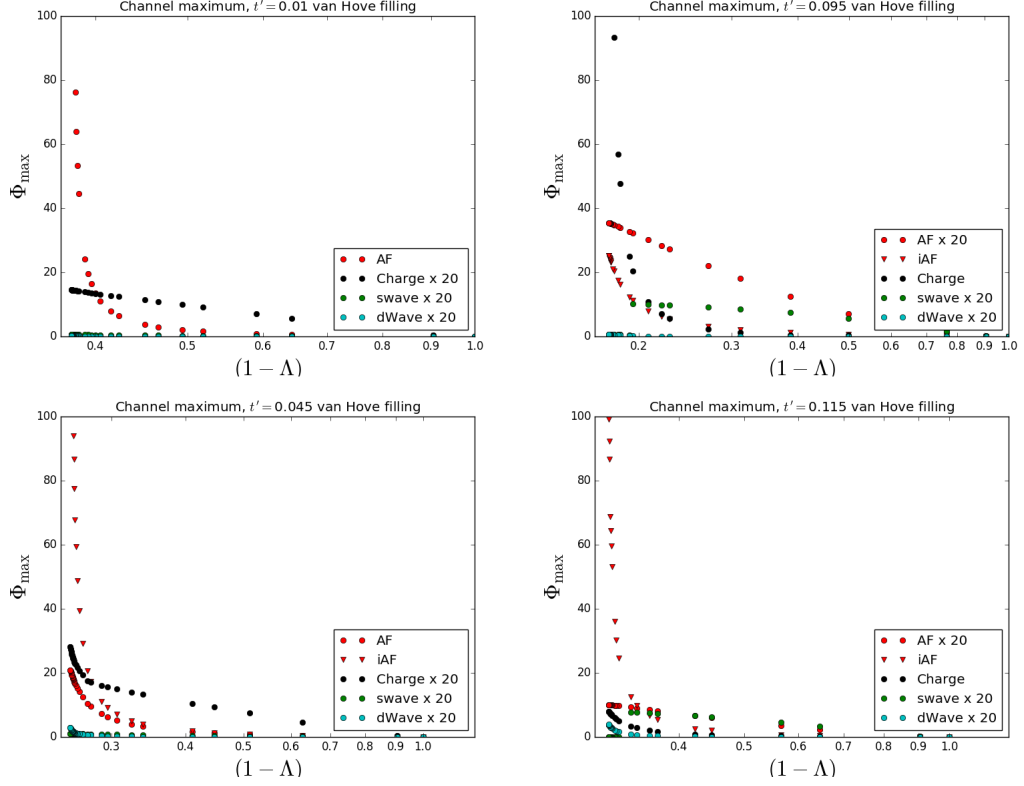 Channel maximum, t′ = 0.01 van Hove filling
100
80
60
40
20
0
Φmax
AF
Charge x 20
swave x 20
dWave x 20
0.4 0.5 0.6 0.7 0.8 0.9 1.0
(1 − Λ)
Channel maximum, t′ = 0.095 van Hove filling
100
80
60
40
20
0
Φmax
AF x 20
iAF
Charge
swave x 20
dWave x 20
0.2 0.3 0.4 0.5 0.6 0.7 0.8 0.9 1.0
(1 − Λ)
Channel maximum, t′ = 0.045 van Hove filling
100
80
60
40
20
0
Φmax
AF
iAF
Charge x 20
swave x 20
dWave x 20
0.3 0.4 0.5 0.6 0.7 0.8 0.9 1.0
(1 − Λ)
Channel maximum, t′ = 0.115 van Hove filling
100
80
60
40
20
0
Φmax
AF x 20
iAF
Charge
swave x 20
dWave x 20
0.4 0.5 0.6 0.7 0.8 0.9 1.0
(1 − Λ)